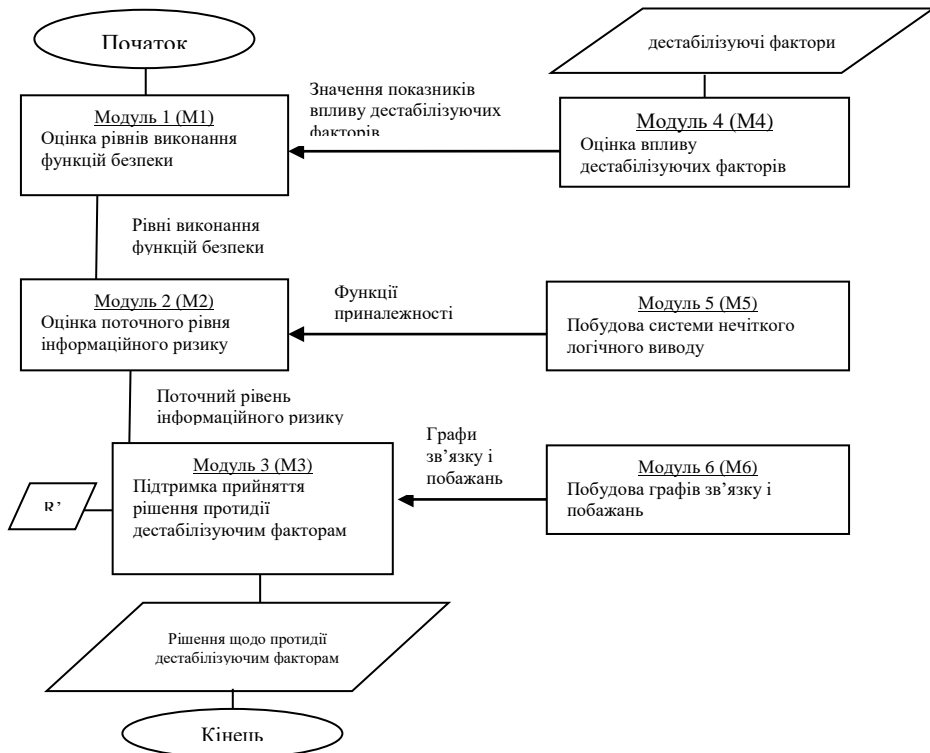 Початок
дестабілізуючі фактори
Значення показників
впливу дестабілізуючих
факторів
Модуль 1 (М1)
Оцінка рівнів виконання
функцій безпеки
Модуль 4 (М4)
Оцінка впливу
дестабілізуючих факторів
Рівні виконання
функцій безпеки
Модуль 2 (М2)
Оцінка поточного рівня
інформаційного ризику
Функції
приналежності
Модуль 5 (М5)
Побудова системи нечіткого
логічного виводу
Поточний рівень
інформаційного ризику
Модуль 3 (М3)
Підтримка прийняття
рішення протидії
дестабілізуючим факторам
Графи
зв’язку і
побажань
Модуль 6 (М6)
Побудова графів зв’язку і
побажань
R’
Рішення щодо протидії
дестабілізуючим факторам
Кінець